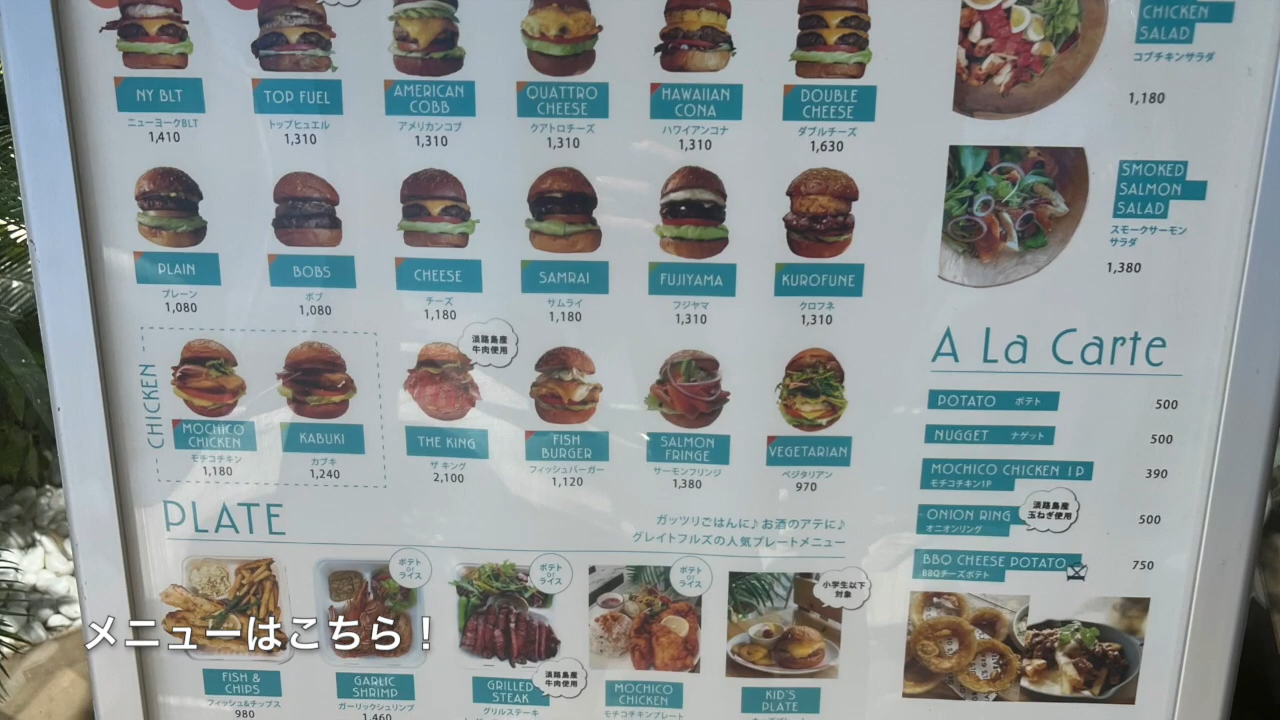 NY BLT
ニューヨークBLT
1,410
TOP FUEL
トップヒュエル
1,310
AMERICAN
COBB
アメリカンコブ
1,310
QUATTRO
CHEESE
クアトロチーズ
1,310
HAWAIIAN
CONA
ハワイアンコナ
1,310
DOUBLE
CHEESE
ダブルチーズ
1,630
PLAIN
プレーン
1,080
BOBS
ボブ
1,080
CHEESE
チーズ
1,180
SAMRAI
サムライ
1,180
FUJIYAMA
フジヤマ
1,310
KUROFUNE
クロフネ
1,310
CHICKEN
MOCHICO
CHICKEN
モチコチキン
1,180
KABUKI
カブキ
1,240
淡路島産
牛肉使用
THE KING
ザ キング
2,100
FISH
BURGER
フィッシュバーガー
1,120
SALMON
FRINGE
サーモンフリンジ
1,380
VEGETARIAN
ベジタリアン
970
PLATE
ガッツリごはんに♪お酒のアテに♪
グレイトフルズの人気プレートメニュー
FISH &
CHIPS
フィッシュ&チップス
980
ポテト
or
ライス
GARLIC
SHRIMP
ガーリックシュリンプ
1,460
ポテト
or
ライス
淡路島産
牛肉使用
GRILLED
STEAK
グリルステーキ
ポテト
or
ライス
MOCHICO
CHICKEN
モチコチキンプレート
小学生以下
対象
KID'S
PLATE
CHICKEN
SALAD
コブチキンサラダ
1,180
SMOKED
SALMON
SALAD
スモークサーモン
サラダ
1,380
A La Carte
POTATO ポテト 500
NUGGET ナゲット 500
MOCHICO CHICKEN 1P 390
モチコチキン1P
ONION RING 500
オニオンリング
淡路島産
玉ねぎ使用
BBQ CHEESE POTATO 750
BBQチーズポテト
メニューはこちら！